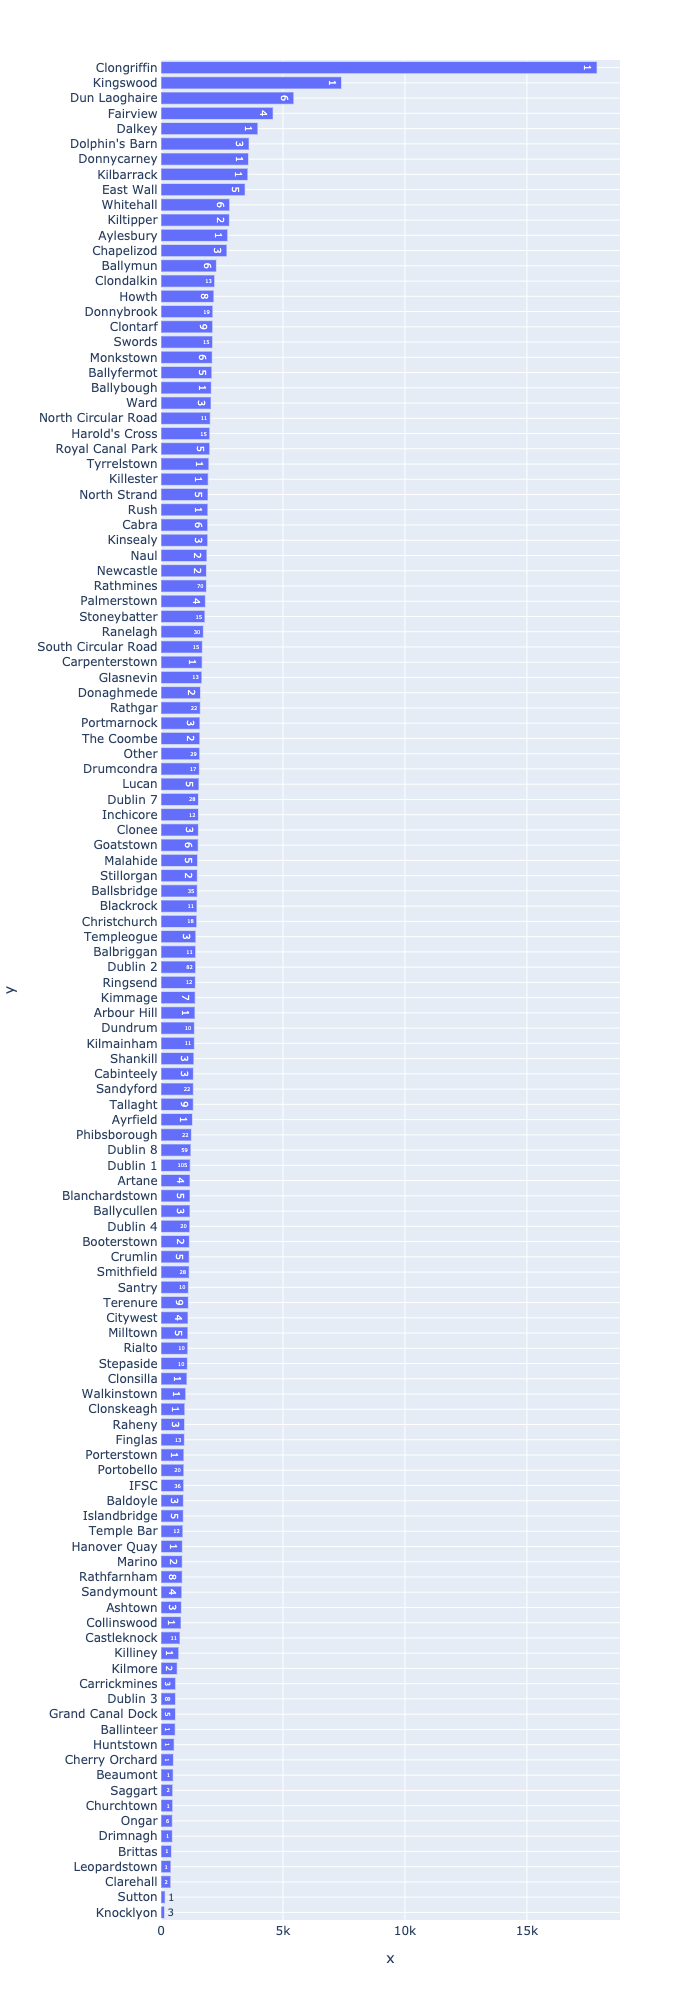 Clongriffin 1
Kingswood 1
Dun Laoghaire 6
Fairview 4
Dalkey 1
Dolphin's Barn 3
Donnycarney 1
Kilbarrack 1
East Wall 5
Whitehall 6
Kiltipper 2
Aylesbury 1
Chapelizod 3
Ballymun 6
Clondalkin 13
Howth 8
Donnybrook 19
Clontarf 9
Swords 15
Monkstown 6
Ballyfermot 5
Ballybough 1
Ward 3
North Circular Road 11
Harold's Cross 15
Royal Canal Park 5
Tyrrelstown 1
Killester 1
North Strand 5
Rush 1
Cabra 6
Kinsealy 3
Naul 2
Newcastle 2
Rathmines 70
Palmerstown 4
Stoneybatter 15
Ranelagh 30
South Circular Road 15
Carpenterstown 1
Glasnevin 13
Donaghmede 2
Rathgar 22
Portmarnock 3
The Coombe 2
Other 29
Drumcondra 17
Lucan 5
Dublin 7 28
Inchicore 12
Clonee 3
Goatstown 6
Malahide 5
Stillorgan 2
Ballsbridge 35
Blackrock 11
Christchurch 18
Templeogue 3
Balbriggan 11
Dublin 2 82
Ringsend 12
Kimmage 7
Arbour Hill 1
Dundrum 10
Kilmainham 11
Shankill 3
Cabinteely 3
Sandyford 22
Tallaght 9
Ayrfield 1
Phibsborough 22
Dublin 8 59
Dublin 1 105
Artane 4
Blanchardstown 5
Ballycullen 3
Dublin 4 20
Booterstown 2
Crumlin 5
Smithfield 28
Santry 10
Terenure 9
Citywest 4
Milltown 5
Rialto 10
Stepaside 10
Clonsilla 1
Walkinstown 1
Clonskeagh 1
Raheny 3
Finglas 13
Porterstown 1
Portobello 20
IFSC 36
Baldoyle 3
Islandbridge 5
Temple Bar 12
Hanover Quay 1
Marino 2
Rathfarnham 8
Sandymount 4
Ashtown 3
Collinswood 1
Castleknock 11
Killiney 1
Kilmore 2
Carrickmines 3
Dublin 3 8
Grand Canal Dock 5
Ballinteer 1
Huntstown 1
Cherry Orchard 1
Beaumont 1
Saggart 2
Churchtown 1
Ongar 6
Drimnagh 1
Brittas 1
Leopardstown 1
Clarehall 2
Sutton 1
Knocklyon 3
0 5k 10k 15k
x
y